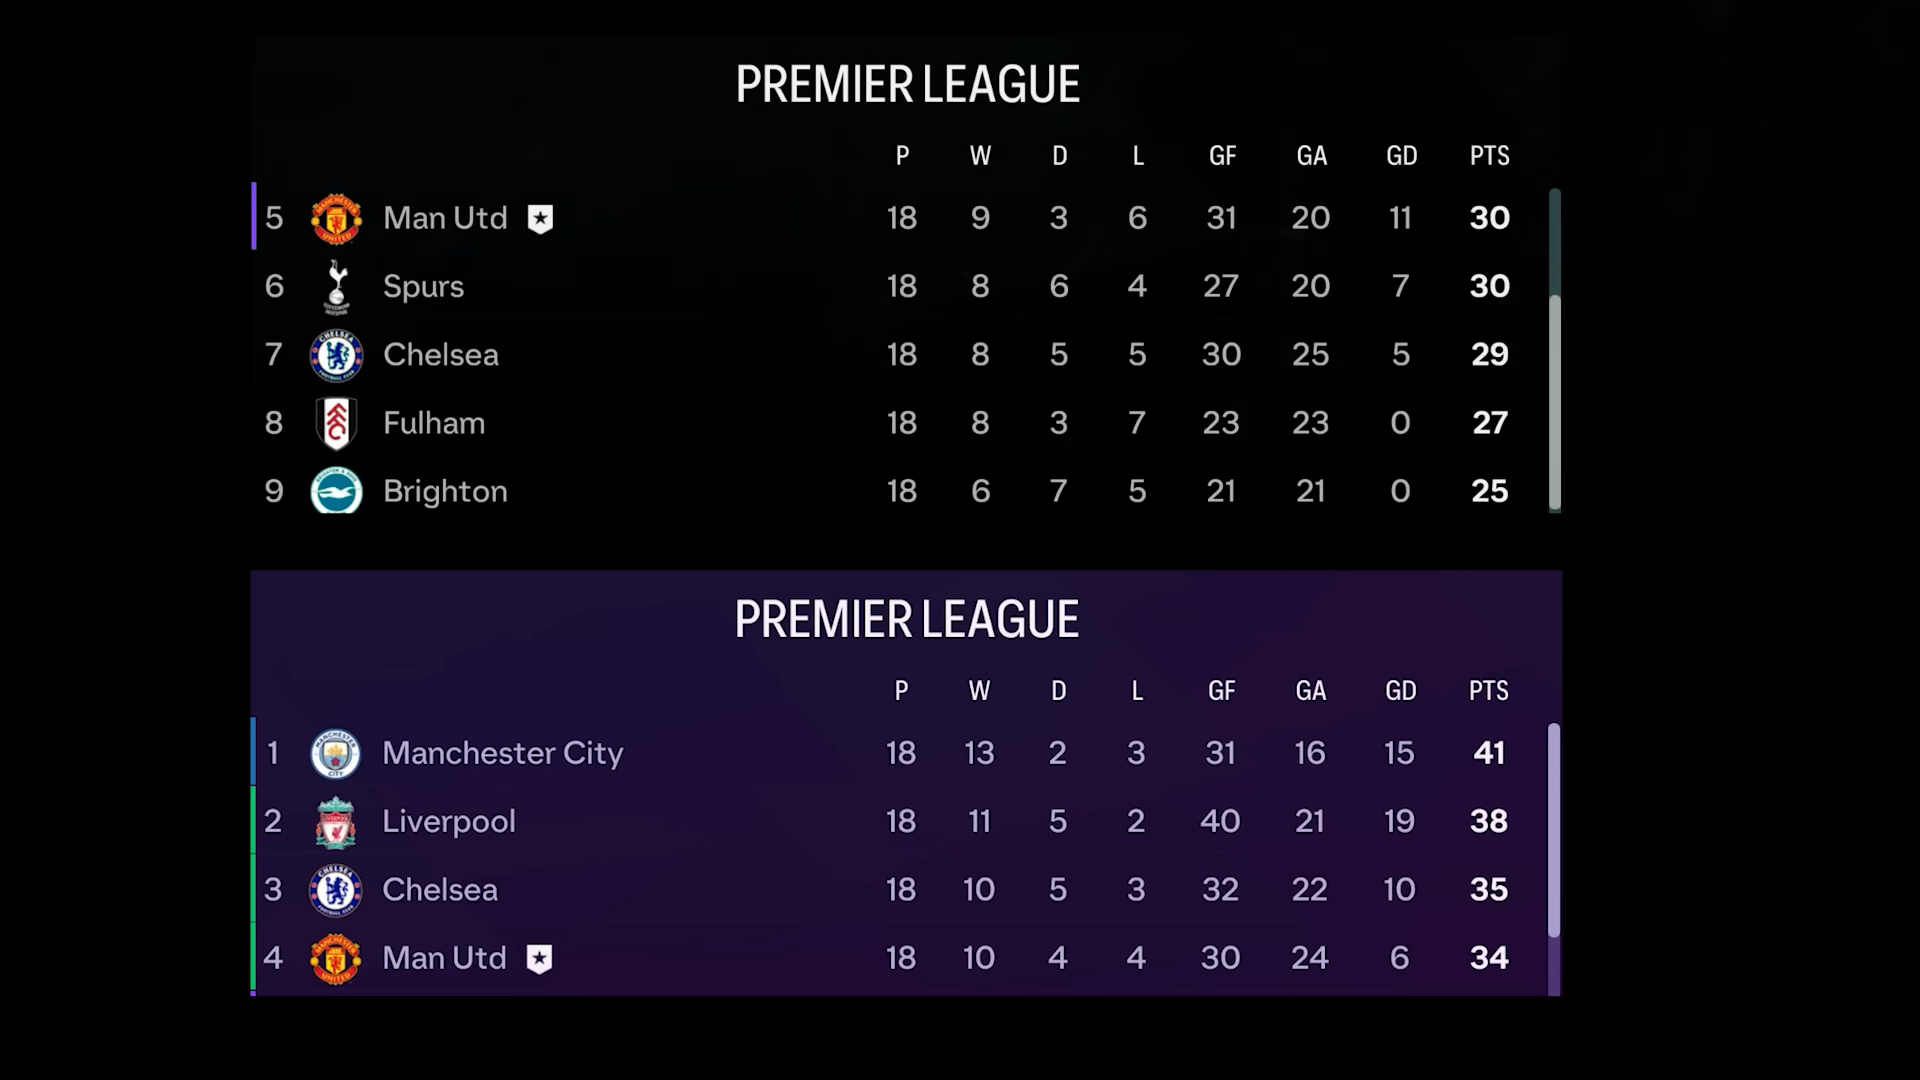 PREMIER LEAGUE
P W D L GF GA GD PTS
5 Man Utd 18 9 3 6 31 20 11 30
6 Spurs 18 8 6 4 27 20 7 30
7 Chelsea 18 8 5 5 30 25 5 29
8 Fulham 18 8 3 7 23 23 0 27
9 Brighton 18 6 7 5 21 21 0 25
PREMIER LEAGUE
P W D L GF GA GD PTS
1 Manchester City 18 13 2 3 31 16 15 41
2 Liverpool 18 11 5 2 40 21 19 38
3 Chelsea 18 10 5 3 32 22 10 35
4 Man Utd 18 10 4 4 30 24 6 34